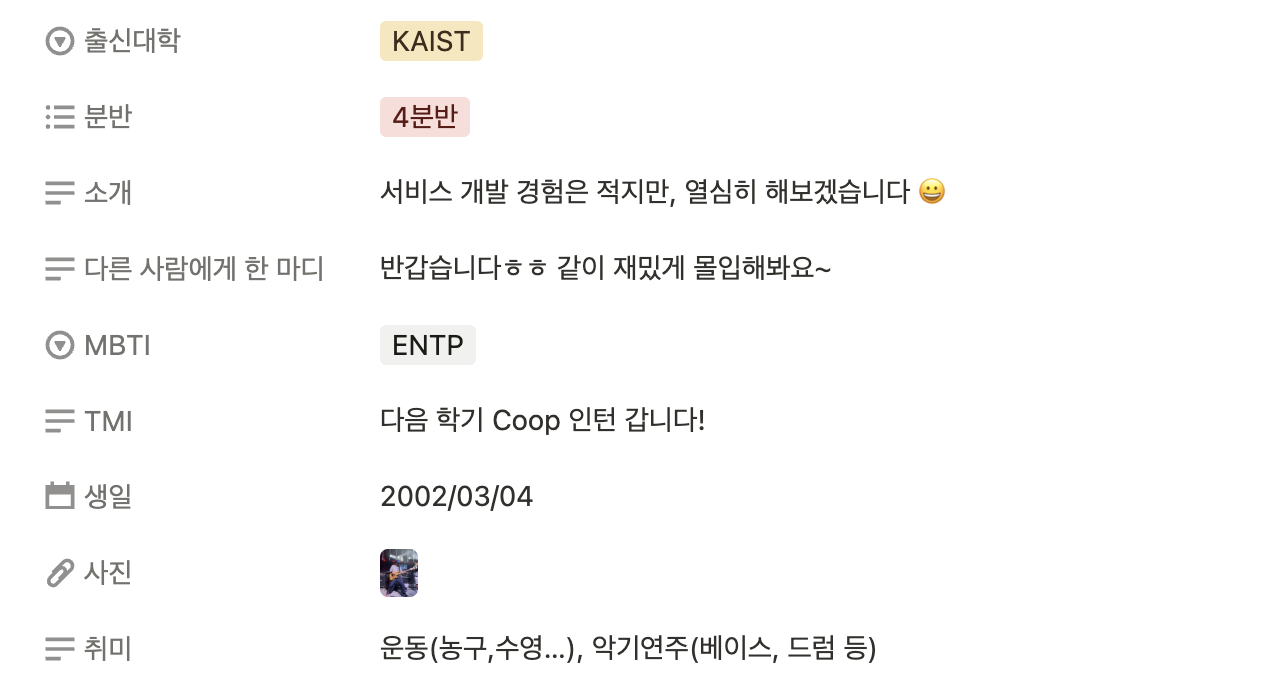 출신대학 KAIST
분반 4분반
소개 서비스 개발 경험은 적지만, 열심히 해보겠습니다 😀
다른 사람에게 한 마디 반갑습니다ㅎㅎ 같이 재밌게 몰입해봐요~
MBTI ENTP
TMI 다음 학기 Coop 인턴 갑니다!
생일 2002/03/04
사진
취미 운동(농구,수영...), 악기연주(베이스, 드럼 등)